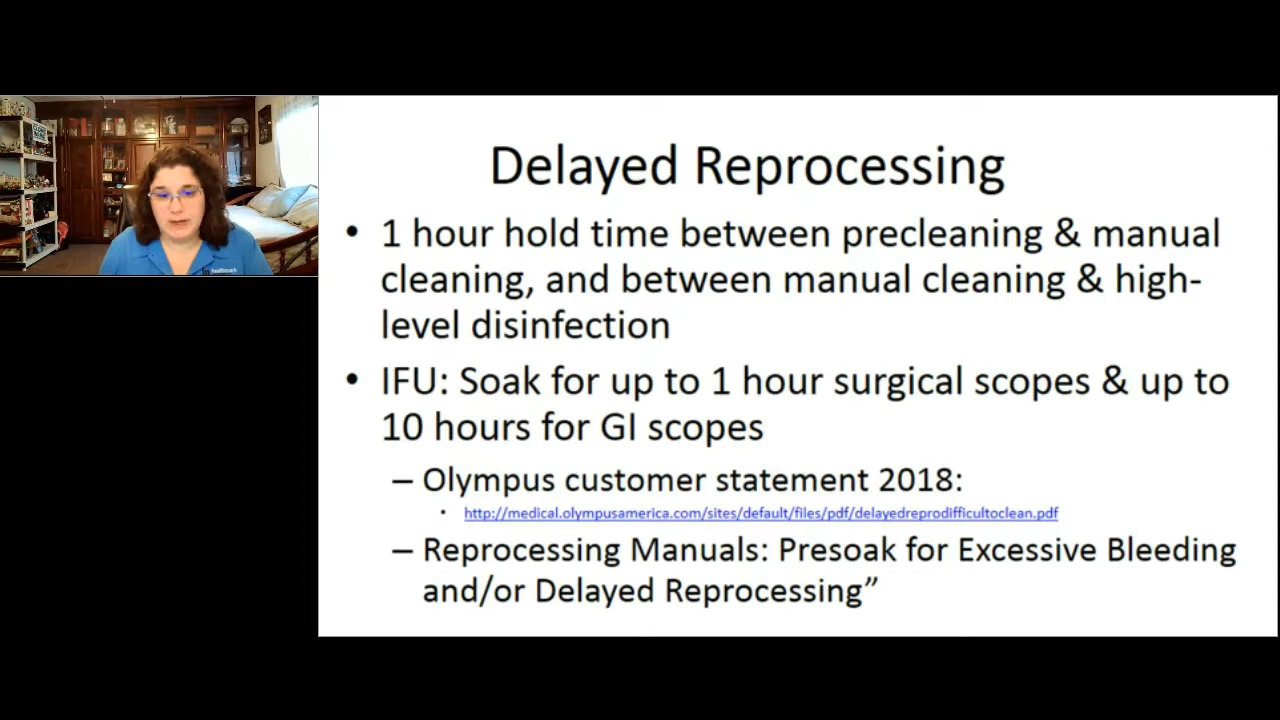 Delayed Reprocessing
• 1 hour hold time between precleaning & manual
cleaning, and between manual cleaning & high-
level disinfection
• IFU: Soak for up to 1 hour surgical scopes & up to
10 hours for GI scopes
– Olympus customer statement 2018:
• http://medical.olympusamerica.com/sites/default/files/pdf/delayedreprodifficultoclean.pdf
– Reprocessing Manuals: Presoak for Excessive Bleeding
and/or Delayed Reprocessing”